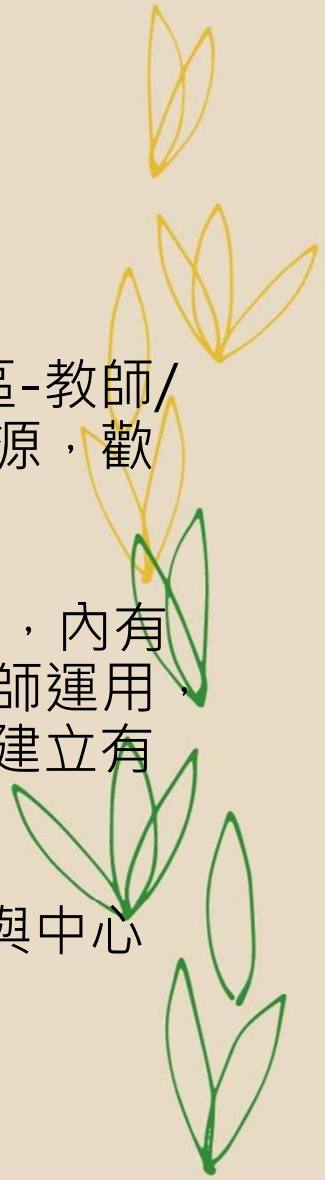 區-教師/
源，歡
，內有
師運用，
建立有
與中心